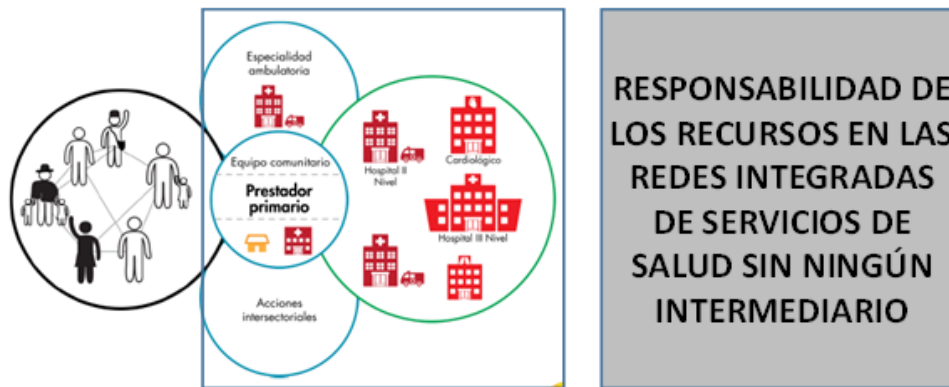 Especialidad
ambulatoria
Equipo comunitario
Prestador
primario
Acciones
intersectoriales
Hospital II
Nivel
Cardiológico
Hospital III Nivel
RESPONSABILIDAD DE
LOS RECURSOS EN LAS
REDES INTEGRADAS
DE SERVICIOS DE
SALUD SIN NINGÚN
INTERMEDIARIO